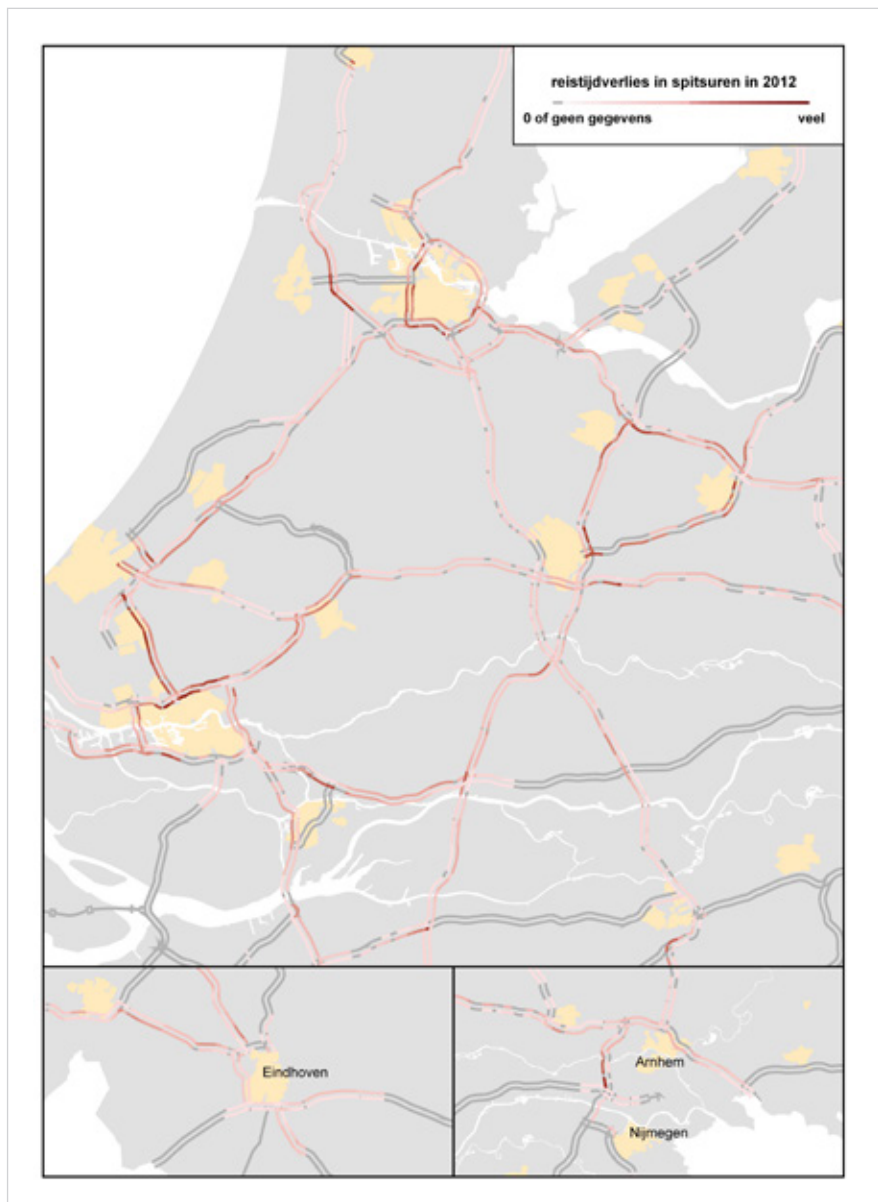 reistijdverlies in spitsuren in 2012
0 of geen gegevens veel
Eindhoven
Arnhem
Nijmegen